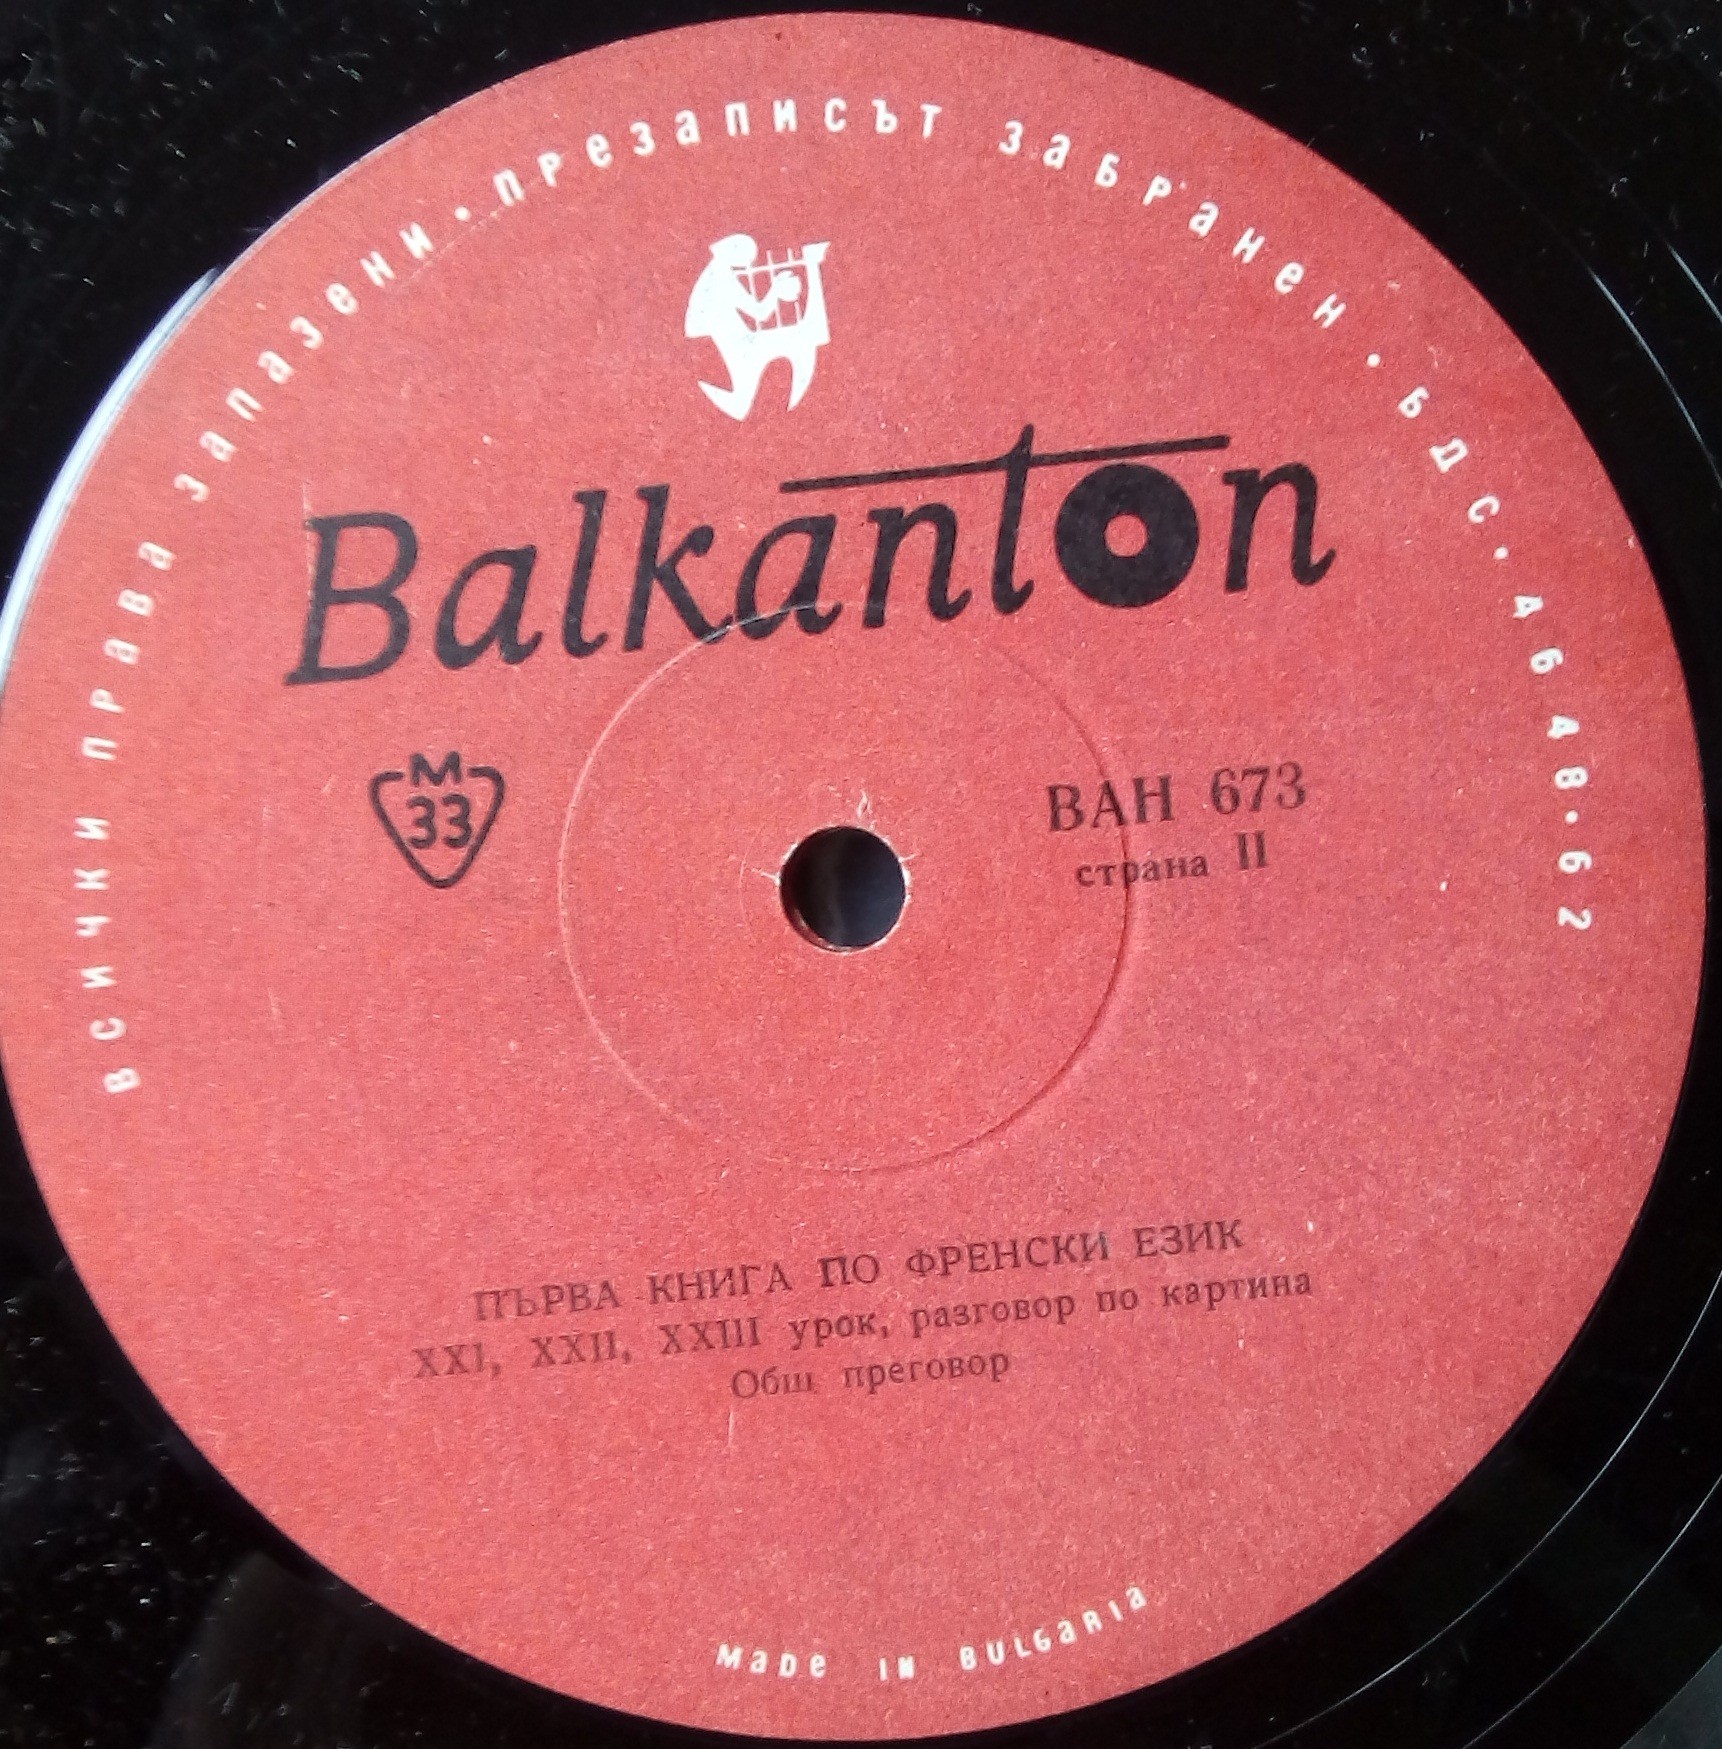 всички права запазени · презаписът забранен · бдс · 4648 · 62
Balkanton
M
33
ВАН 673
страна II
ПЪРВА КНИГА ПО ФРЕНСКИ ЕЗИК
XXI, XXII, XXIII урок, разговор по картина
Общ преговор
MaDe IN BULGaRIa